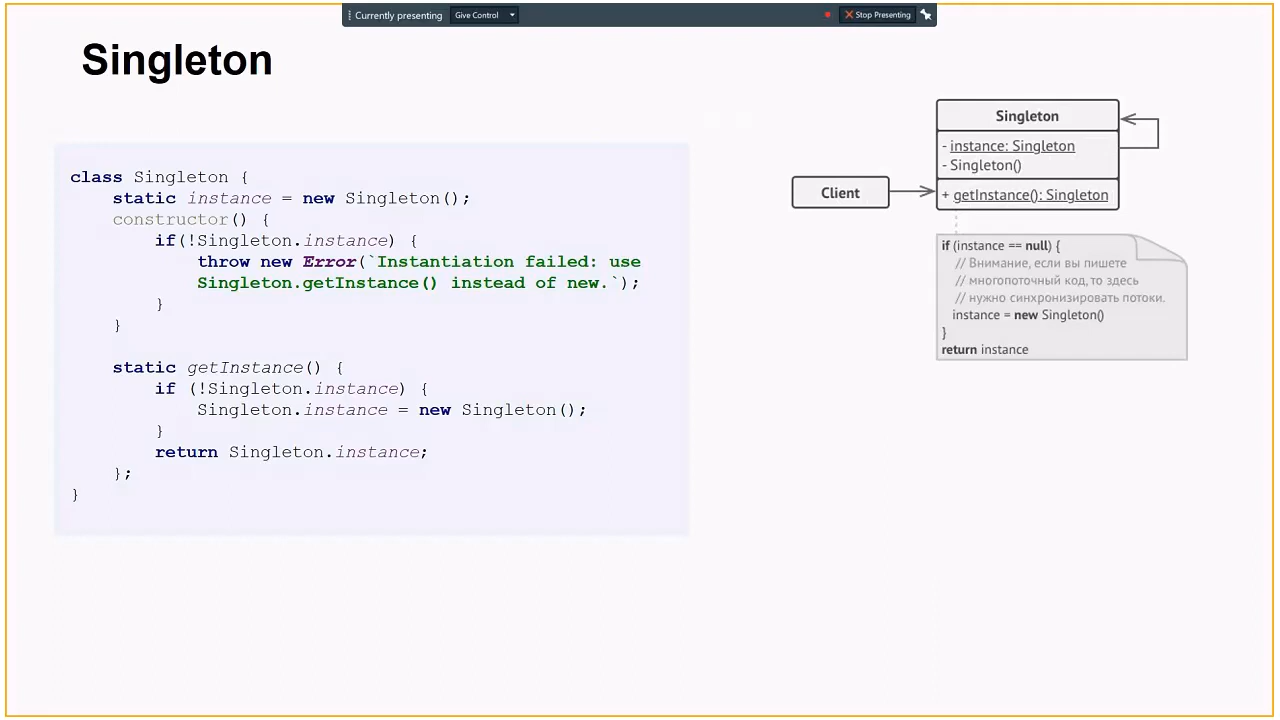 Currently presenting
Give Control
Stop Presenting
Singleton
class Singleton {
    static instance = new Singleton();
    constructor() {
        if(!Singleton.instance) {
            throw new Error(`Instantiation failed: use
            Singleton.getInstance() instead of new.`);
        }
    }

    static getInstance() {
        if (!Singleton.instance) {
            Singleton.instance = new Singleton();
        }
        return Singleton.instance;
    };
}
Client
Singleton
- instance: Singleton
- Singleton()
+ getInstance(): Singleton
if (instance == null) {
// Внимание, если вы пишете
// многопоточный код, то здесь
// нужно синхронизировать потоки.
instance = new Singleton()
}
return instance